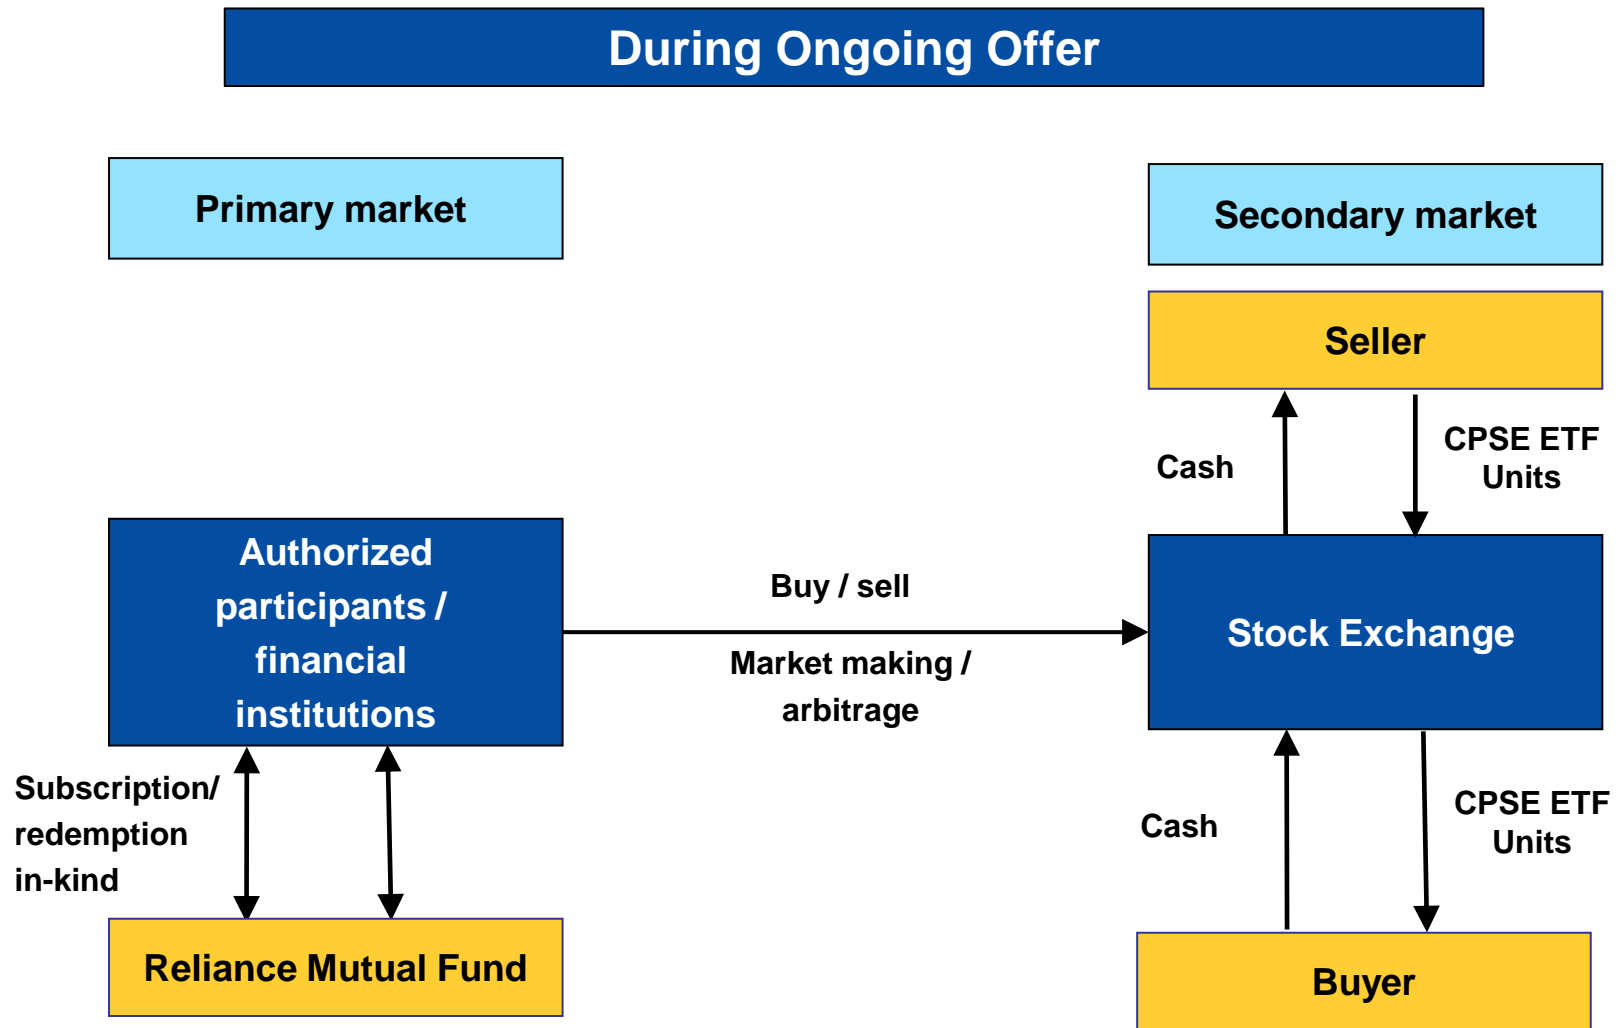 During Ongoing Offer
Primary market
Secondary market
Seller
Cash
CPSE ETF
Units
Authorized
participants /
financial
institutions
Buy / sell
Market making /
arbitrage
Stock Exchange
Subscription/
redemption
in-kind
Cash
CPSE ETF
Units
Reliance Mutual Fund
Buyer